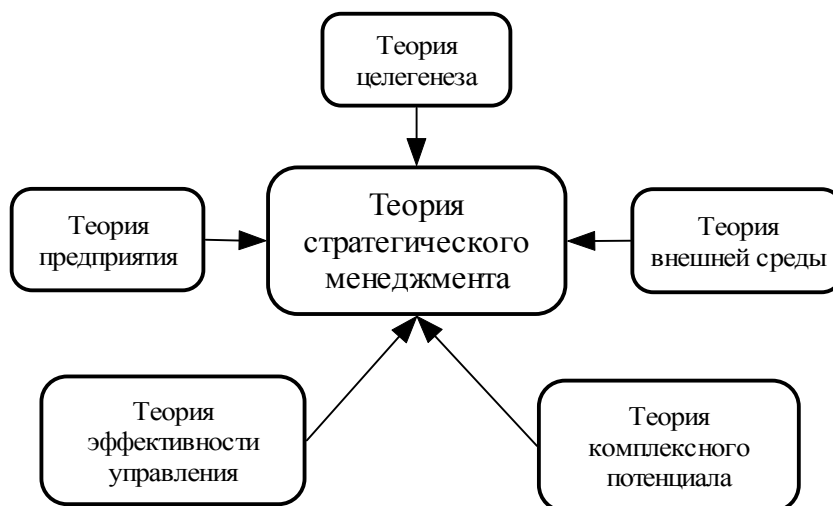 Теория
целегенеза
Теория
предприятия
Теория
стратегического
менеджмента
Теория
внешней среды
Теория
эффективности
управления
Теория
комплексного
потенциала